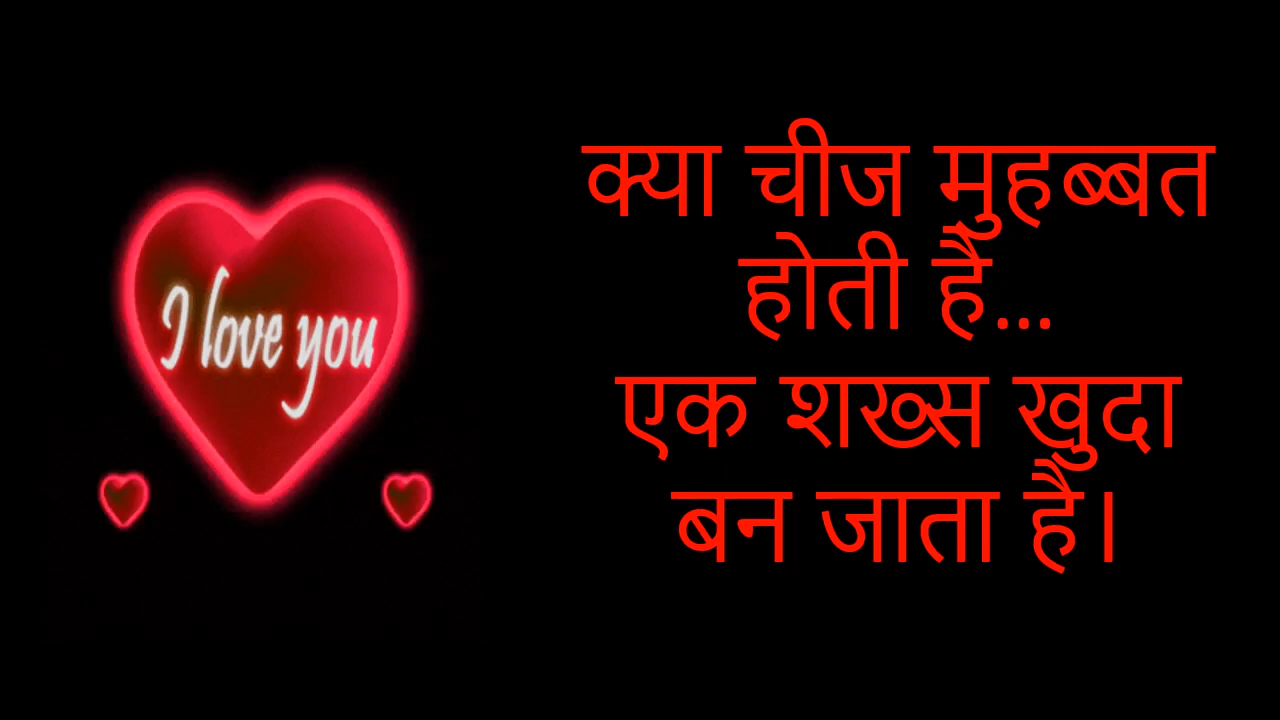 I love you
क्या चीज मुहब्बत
होती है...
एक शख्स खुदा
बन जाता है।